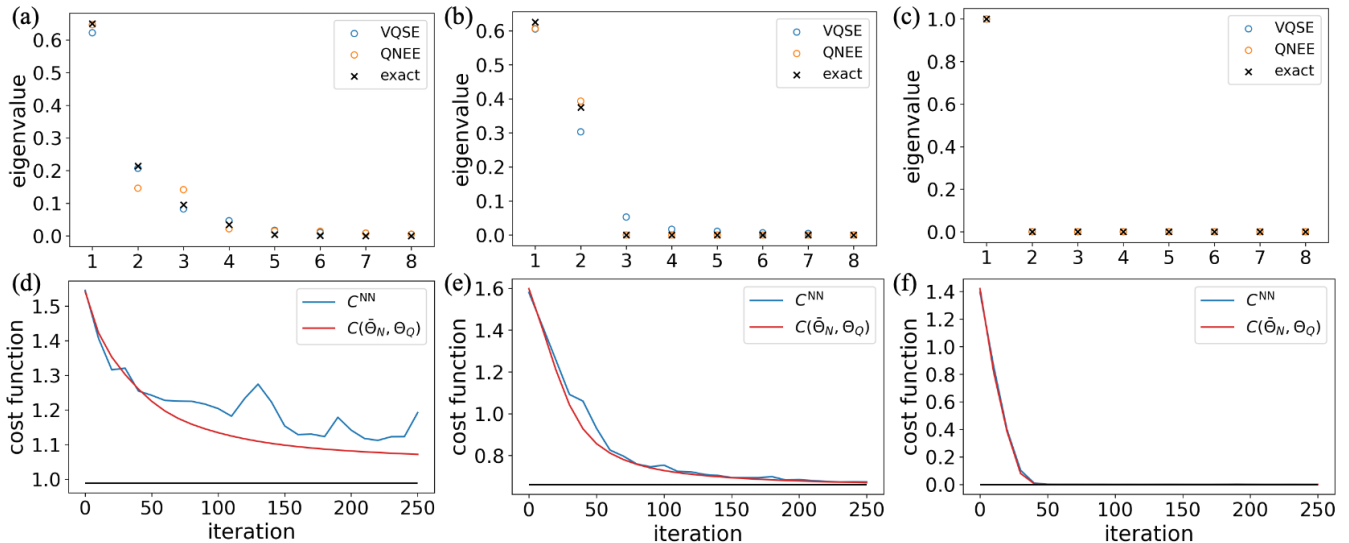 (a)
eigenvalue
0.6
0.5
0.4
0.3
0.2
0.1
0.0
1 2 3 4 5 6 7 8
VQSE
QNEE
exact
(b)
eigenvalue
0.6
0.5
0.4
0.3
0.2
0.1
0.0
1 2 3 4 5 6 7 8
VQSE
QNEE
exact
(c)
eigenvalue
1.0
0.8
0.6
0.4
0.2
0.0
1 2 3 4 5 6 7 8
VQSE
QNEE
exact
(d)
cost function
1.5
1.4
1.3
1.2
1.1
1.0
0 50 100 150 200 250
iteration
C^NN
C(Θ̄_N, Θ_Q)
(e)
cost function
1.6
1.4
1.2
1.0
0.8
0 50 100 150 200 250
iteration
C^NN
C(Θ̄_N, Θ_Q)
(f)
cost function
1.4
1.2
1.0
0.8
0.6
0.4
0.2
0.0
0 50 100 150 200 250
iteration
C^NN
C(Θ̄_N, Θ_Q)